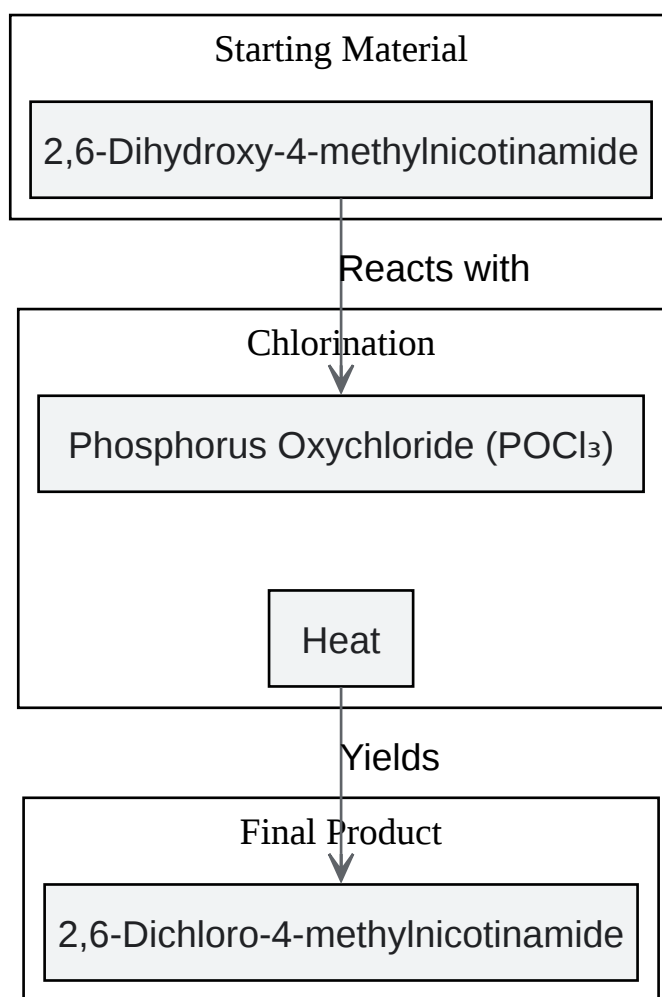 Starting Material
2,6-Dihydroxy-4-methylnicotinamide
Reacts with
Chlorination
Phosphorus Oxychloride (POCl₃)
Heat
Yields
Final Product
2,6-Dichloro-4-methylnicotinamide